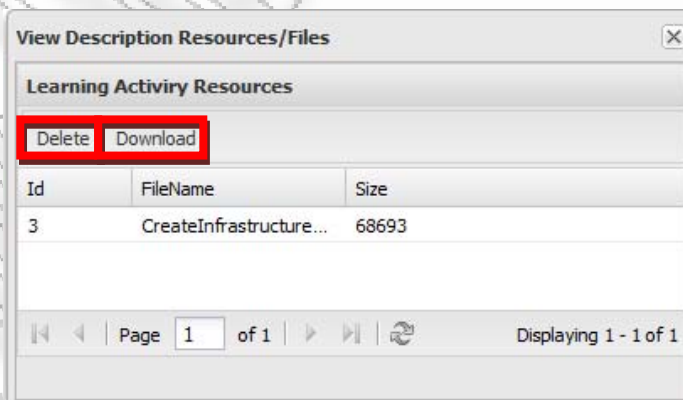 View Description Resources/Files
Learning Activiry Resources
Delete Download
Id FileName Size
3 CreateInfrastructure... 68693
Page 1 of 1 Displaying 1 - 1 of 1